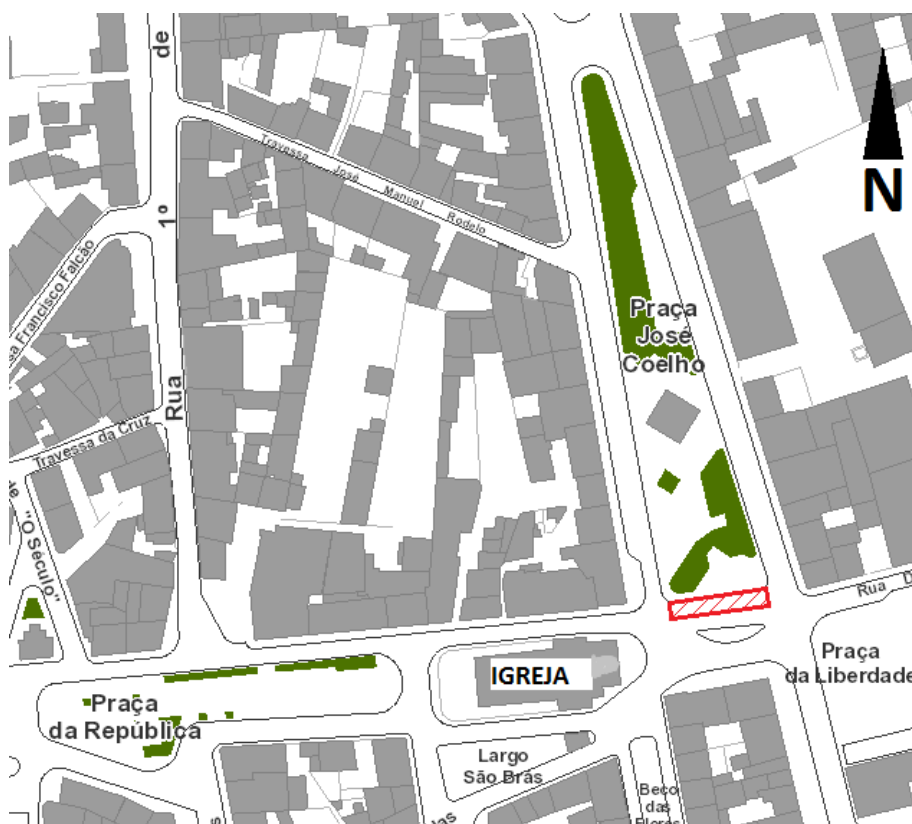 de
1º
Rua
Travessa José Manuel Rodelo
N
Francisco Falcão
Praça
José
Coelho
Travessa da Cruz
"O Século"
Rua
IGREJA
Praça
da Liberdade
Praça
da República
Largo
São Brás
Beco
das
Flores